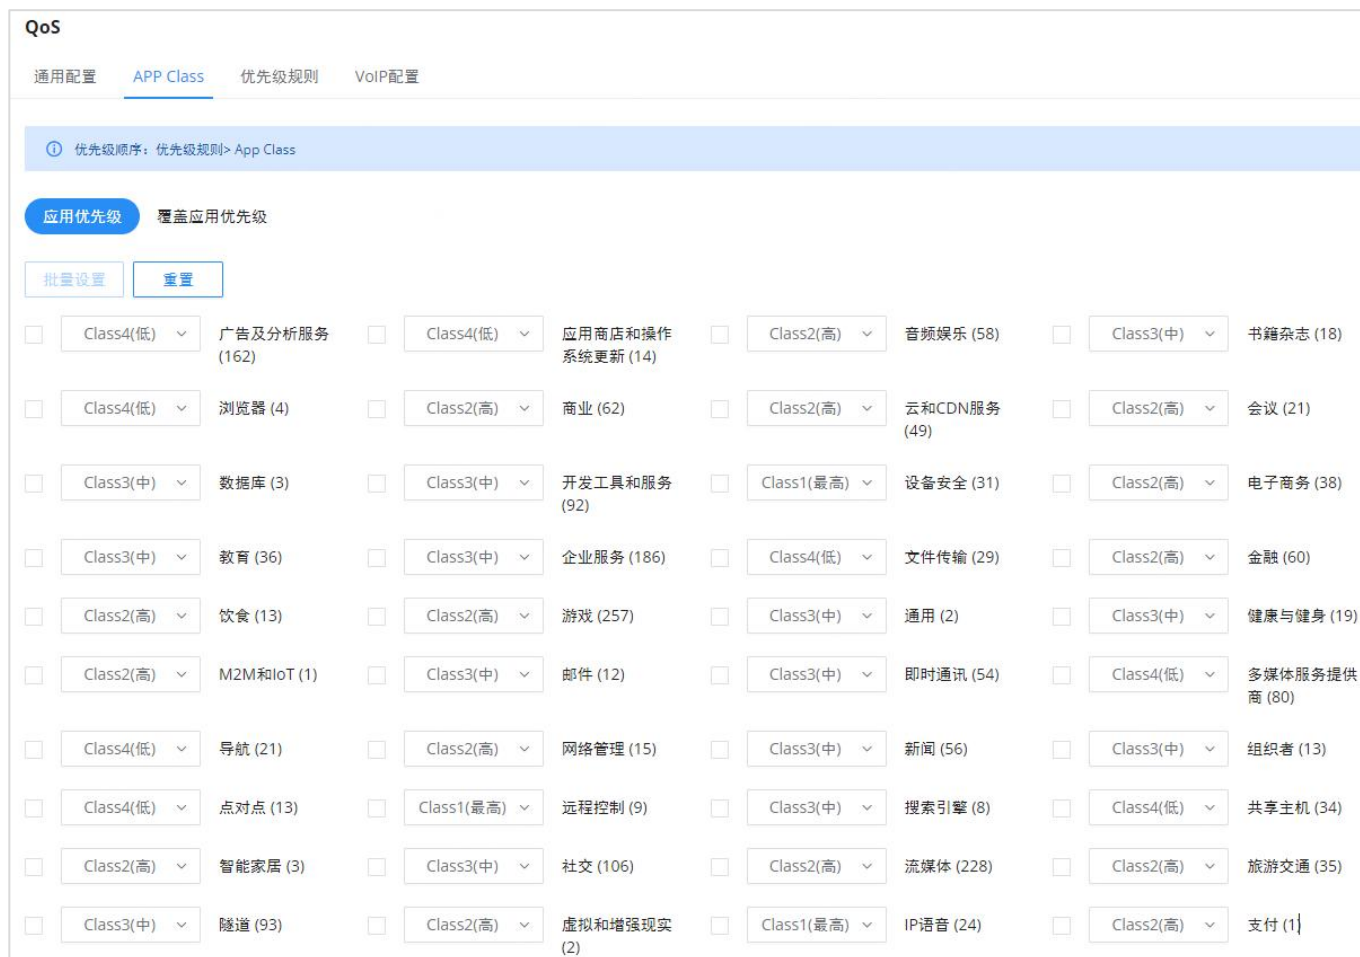 QoS
通用配置 APP Class 优先级规则 VoIP配置
优先级顺序：优先级规则> App Class
应用优先级 覆盖应用优先级
批量设置 重置
Class4(低) 广告及分析服务 Class4(低) 应用商店和操作 Class2(高) 音频娱乐 (58) Class3(中) 书籍杂志 (18)
(162) 系统更新 (14)
Class4(低) 浏览器 (4) Class2(高) 商业 (62) Class2(高) 云和CDN服务 Class2(高) 会议 (21)
(49)
Class3(中) 数据库 (3) Class3(中) 开发工具和服务 Class1(最高) 设备安全 (31) Class2(高) 电子商务 (38)
(92)
Class3(中) 教育 (36) Class3(中) 企业服务 (186) Class4(低) 文件传输 (29) Class2(高) 金融 (60)
Class2(高) 饮食 (13) Class2(高) 游戏 (257) Class3(中) 通用 (2) Class3(中) 健康与健身 (19)
Class2(高) M2M和IoT (1) Class3(中) 邮件 (12) Class3(中) 即时通讯 (54) Class4(低) 多媒体服务提供
商 (80)
Class4(低) 导航 (21) Class2(高) 网络管理 (15) Class3(中) 新闻 (56) Class3(中) 组织者 (13)
Class4(低) 点对点 (13) Class1(最高) 远程控制 (9) Class3(中) 搜索引擎 (8) Class4(低) 共享主机 (34)
Class2(高) 智能家居 (3) Class3(中) 社交 (106) Class2(高) 流媒体 (228) Class2(高) 旅游交通 (35)
Class3(中) 隧道 (93) Class2(高) 虚拟和增强现实 Class1(最高) IP语音 (24) Class2(高) 支付 (1)
(2)